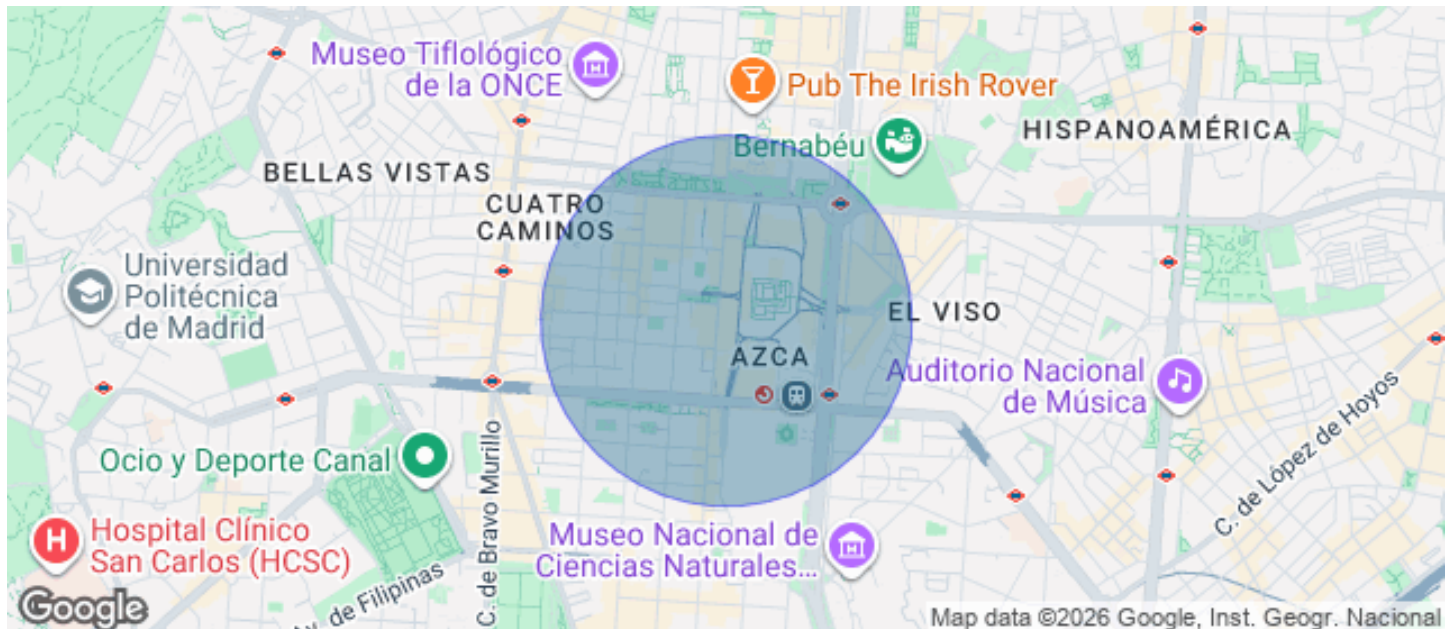 Museo Tiflológico
de la ONCE
Pub The Irish Rover
Bernabéu
HISPANOAMÉRICA
BELLAS VISTAS
CUATRO
CAMINOS
Universidad
Politécnica
de Madrid
EL VISO
AZCA
Auditorio Nacional
de Música
Ocio y Deporte Canal
C. de Bravo Murillo
C. de López de Hoyos
H
Hospital Clínico
San Carlos (HCSC)
Museo Nacional de
Ciencias Naturales...
Av. de Filipinas
Google
Map data ©2026 Google, Inst. Geogr. Nacional